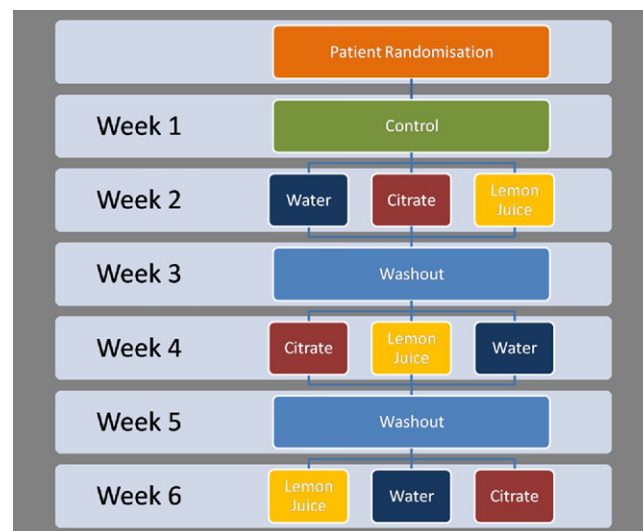 Patient Randomisation
Week 1
Control
Week 2
Water
Citrate
Lemon
Juice
Week 3
Washout
Week 4
Citrate
Lemon
Juice
Water
Week 5
Washout
Week 6
Lemon
Juice
Water
Citrate